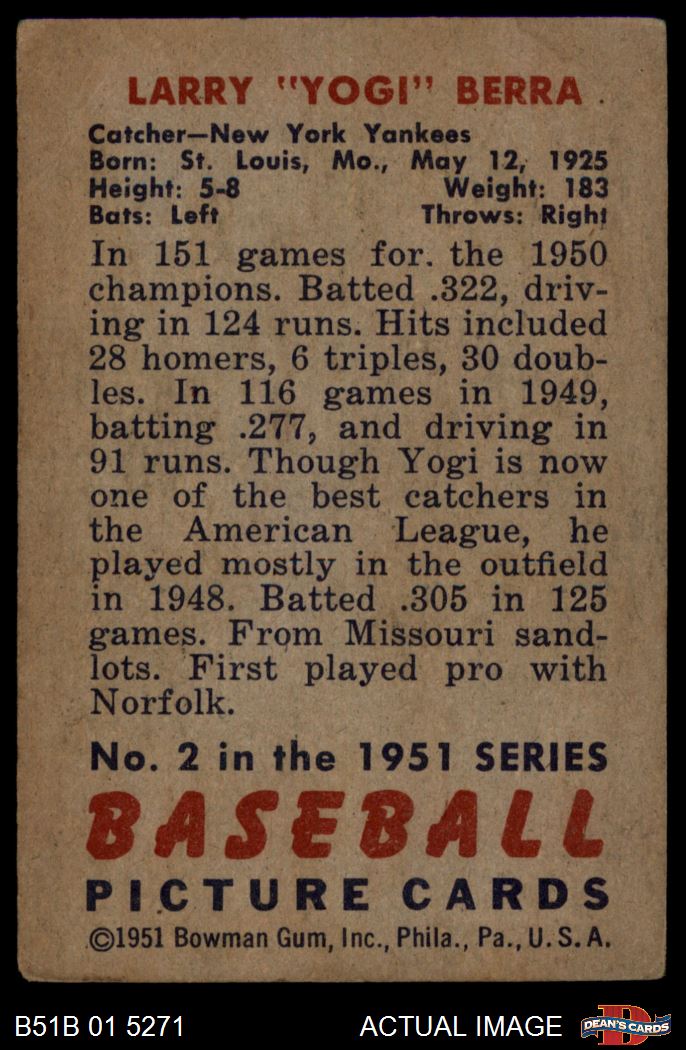 LARRY "YOGI" BERRA
Catcher—New York Yankees
Born: St. Louis, Mo., May 12, 1925
Height: 5-8 Weight: 183
Bats: Left Throws: Right
In 151 games for the 1950
champions. Batted .322, driv-
ing in 124 runs. Hits included
28 homers, 6 triples, 30 doub-
les. In 116 games in 1949,
batting .277, and driving in
91 runs. Though Yogi is now
one of the best catchers in
the American League, he
played mostly in the outfield
in 1948. Batted .305 in 125
games. From Missouri sand-
lots. First played pro with
Norfolk.
No. 2 in the 1951 SERIES
BASEBALL
PICTURE CARDS
©1951 Bowman Gum, Inc., Phila., Pa., U. S. A.
B51B 01 5271 ACTUAL IMAGE D DEAN'S CARDS